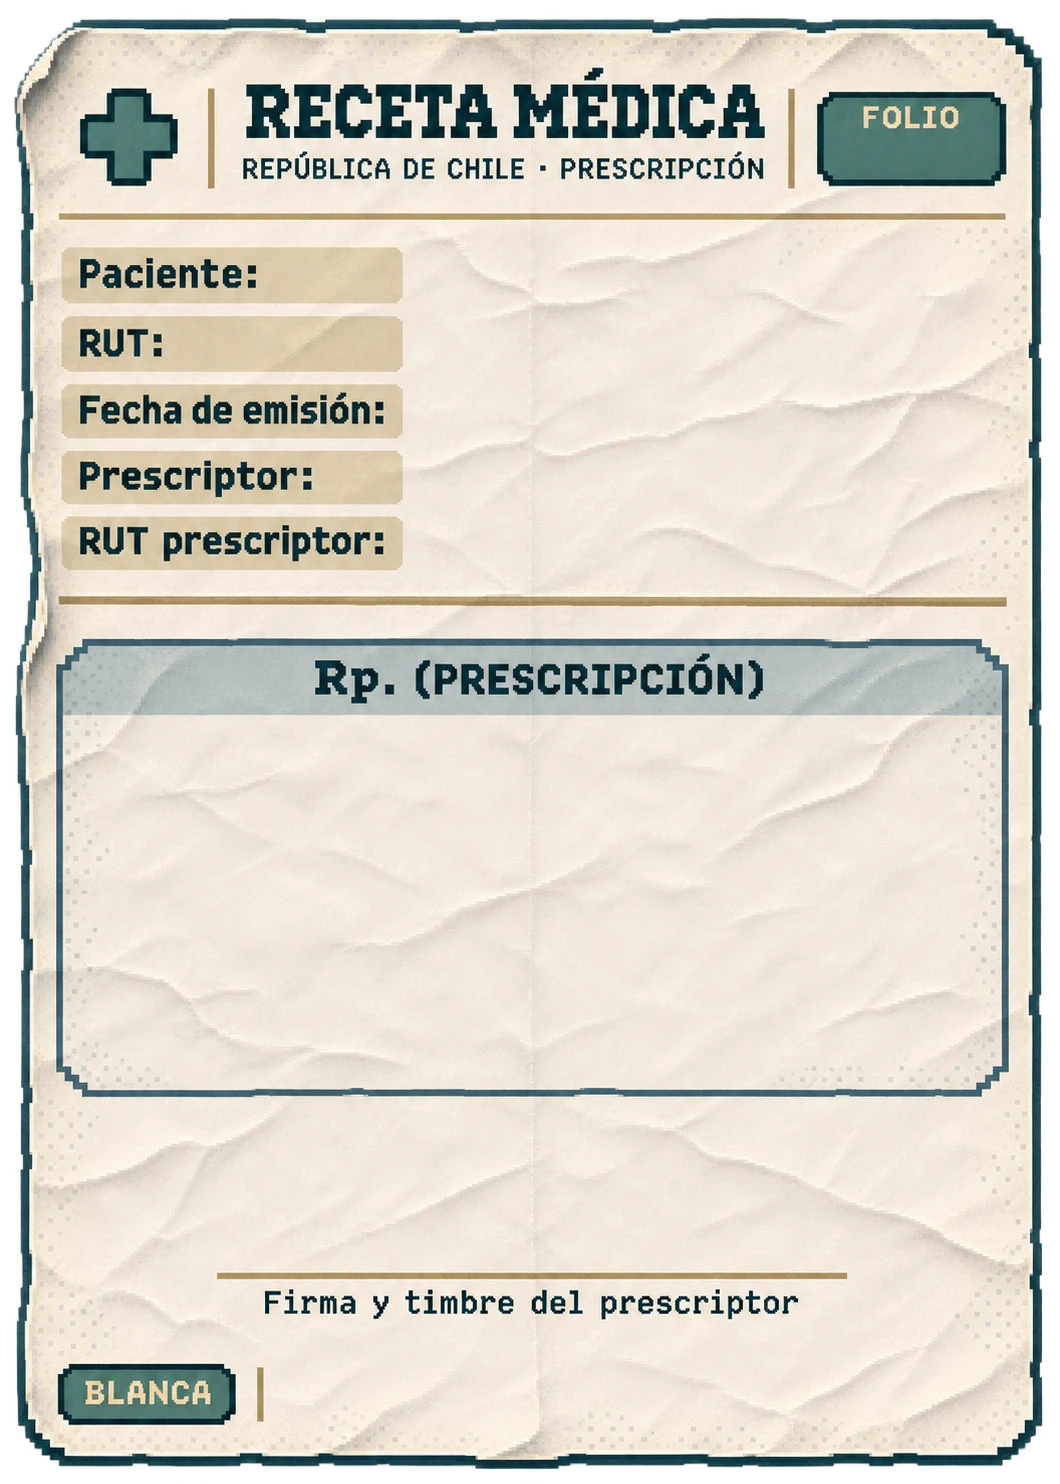 RECETA MÉDICA
REPÚBLICA DE CHILE · PRESCRIPCIÓN
FOLIO
Paciente:
RUT:
Fecha de emisión:
Prescriptor:
RUT prescriptor:
Rp. (PRESCRIPCIÓN)
Firma y timbre del prescriptor
BLANCA